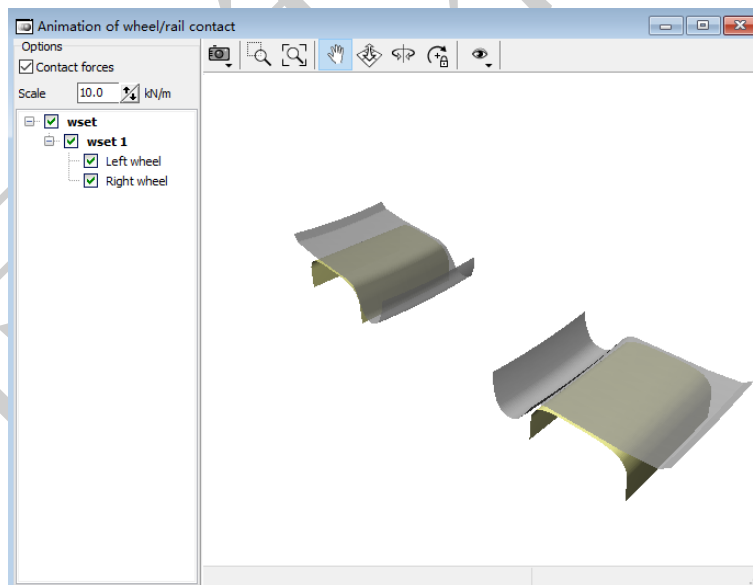 Animation of wheel/rail contact
Options
Contact forces
Scale 10.0 kN/m
wset
wset 1
Left wheel
Right wheel